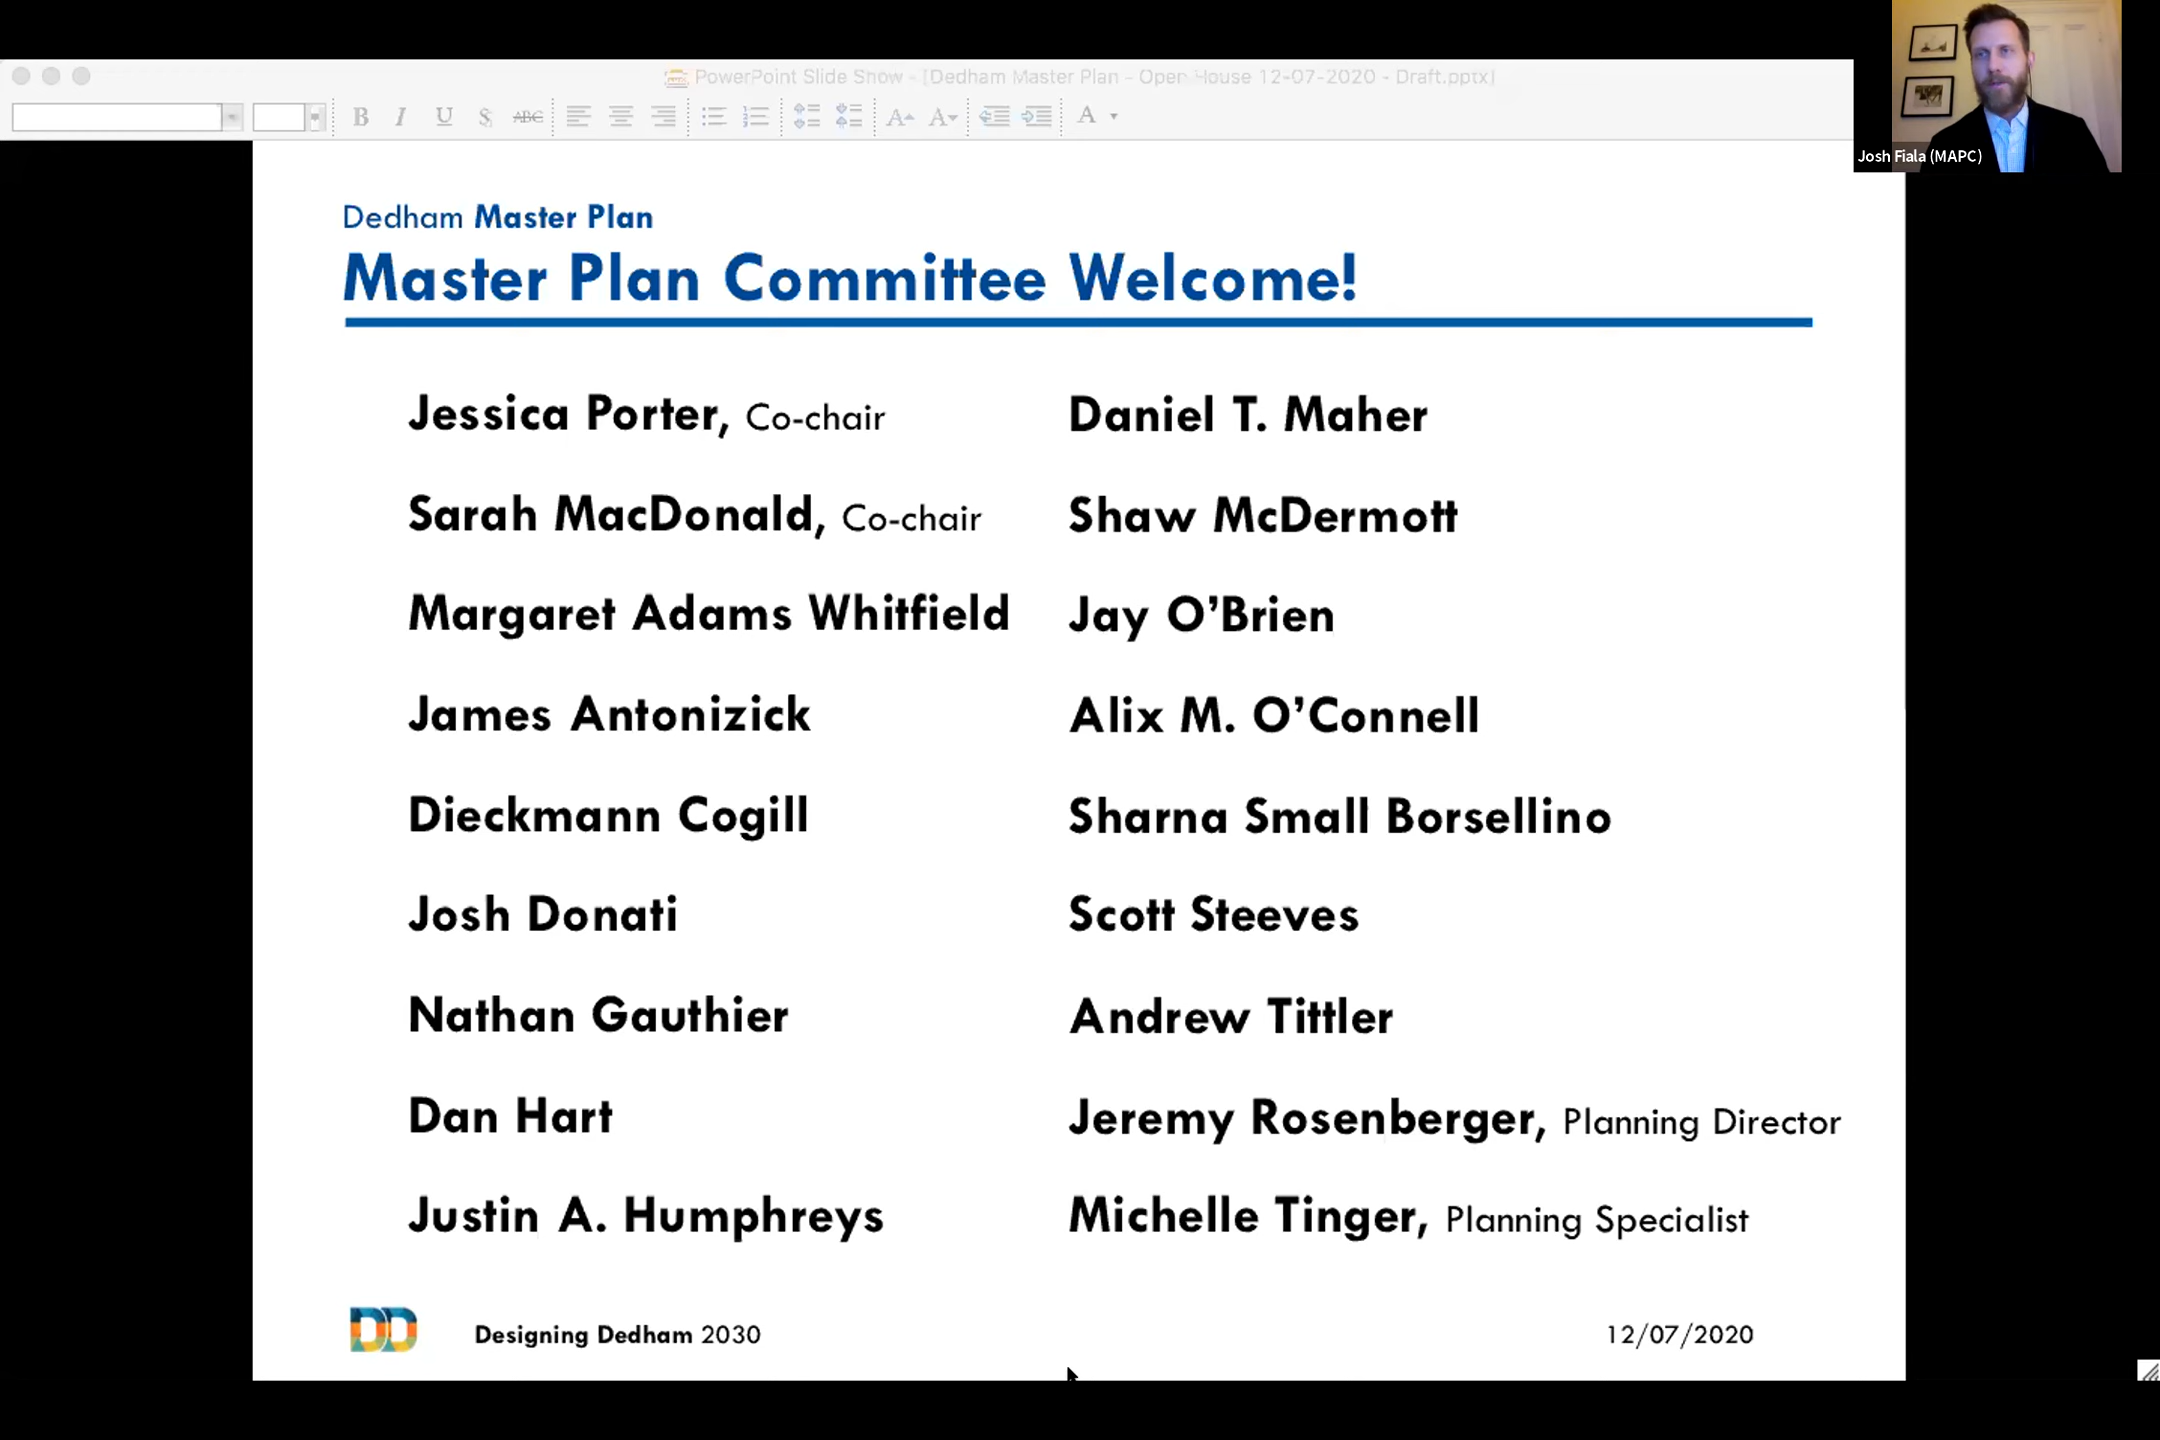 PowerPoint Slide Show - [Dedham Master Plan - Open House 12-07-2020 - Draft.pptx]
B I U S ABC A A A
Josh Fiala (MAPC)
Dedham Master Plan
Master Plan Committee Welcome!
Jessica Porter, Co-chair
Sarah MacDonald, Co-chair
Margaret Adams Whitfield
James Antonizick
Dieckmann Cogill
Josh Donati
Nathan Gauthier
Dan Hart
Justin A. Humphreys
Daniel T. Maher
Shaw McDermott
Jay O’Brien
Alix M. O’Connell
Sharna Small Borsellino
Scott Steeves
Andrew Tittler
Jeremy Rosenberger, Planning Director
Michelle Tinger, Planning Specialist
DD
Designing Dedham 2030
12/07/2020